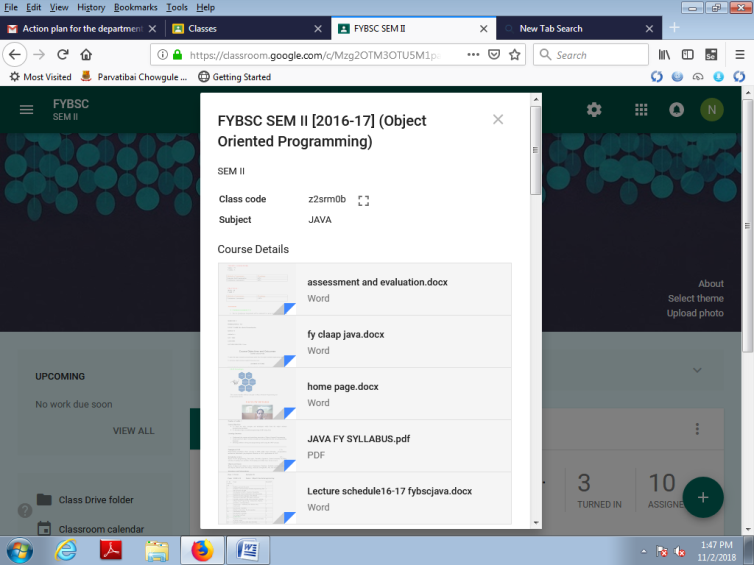 File Edit View History Bookmarks Tools Help
Action plan for the department
Classes
FYBSC SEM II
New Tab Search
https://classroom.google.com/c/Mzg2OTM3OTU5M1p
Search
Most Visited
Parvatibai Chowgule ...
Getting Started
FYBSC
SEM II
N
FYBSC SEM II [2016-17] (Object
Oriented Programming)
SEM II
Class code z2srm0b
Subject JAVA
Course Details
assessment and evaluation.docx
Word
fy claap java.docx
Word
home page.docx
Word
JAVA FY SYLLABUS.pdf
PDF
Lecture schedule16-17 fybscjava.docx
Word
About
Select theme
Upload photo
UPCOMING
No work due soon
VIEW ALL
Class Drive folder
Classroom calendar
3
TURNED IN
10
ASSIGNE
1:47 PM
11/2/2018